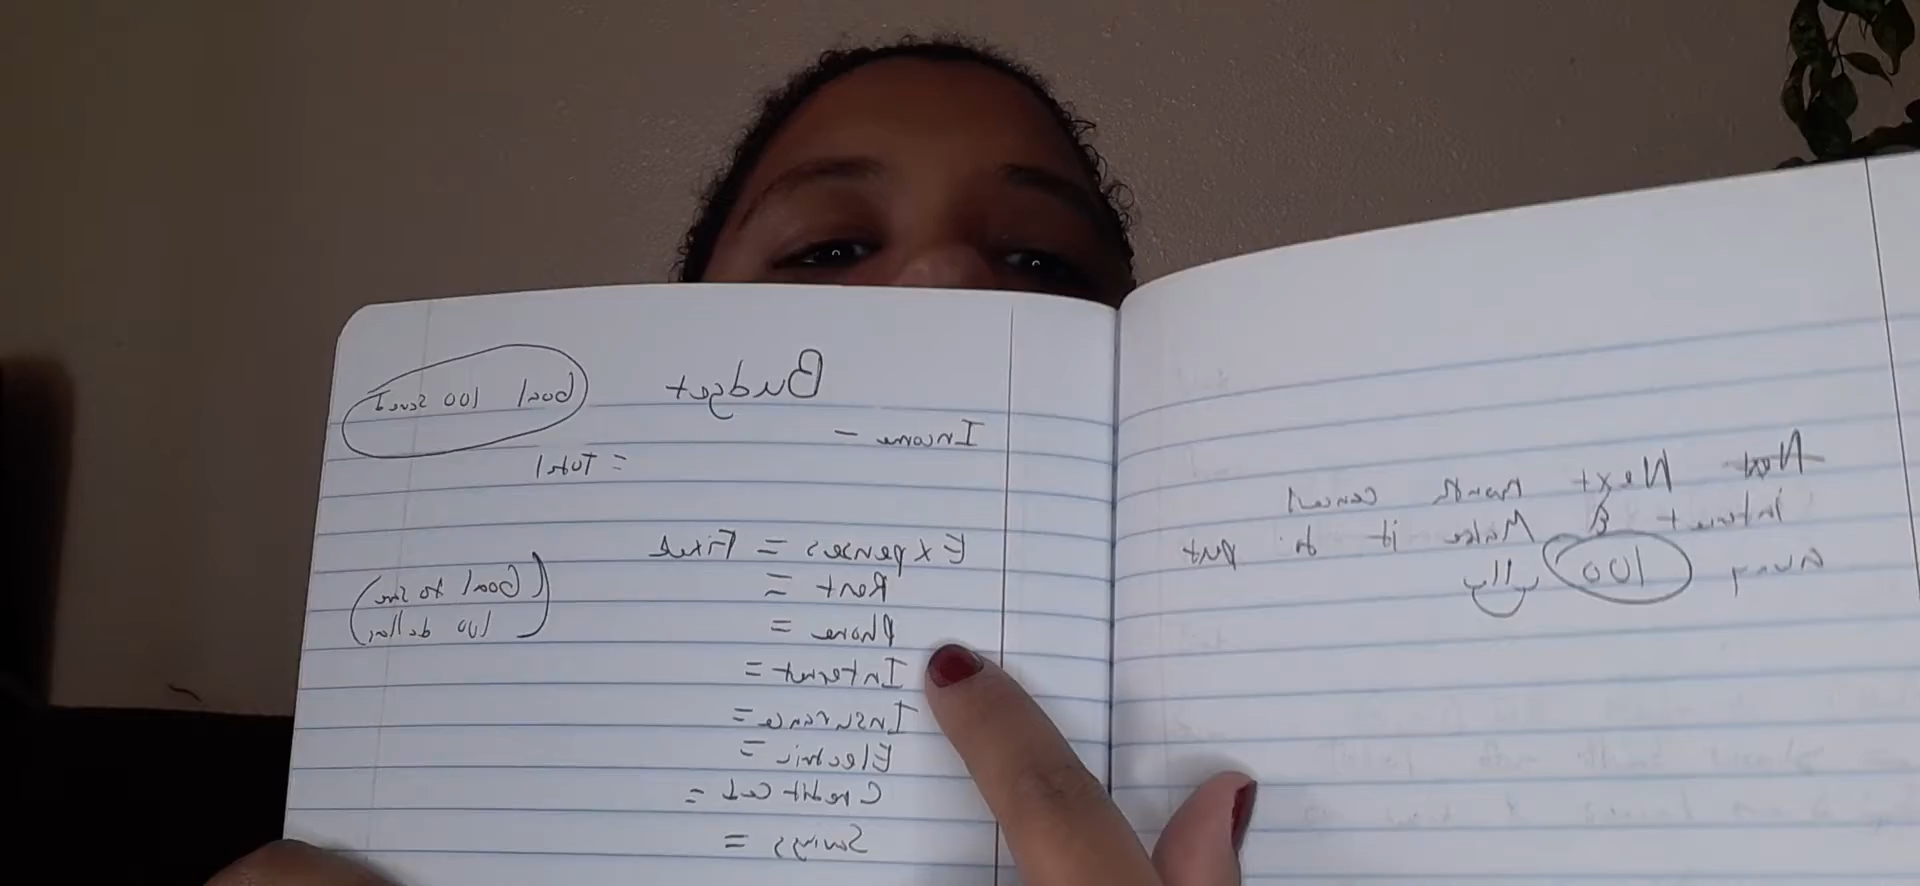 Budget
Goal 100 saved
Income -
= Total
Expenses = Fixed
Rent =
Phone =
(Goal to save
100 dollars)
Internet =
Insurance =
Electric =
Credit Card =
Savings =
Next Month cancel
internet & Make it to put
away 100